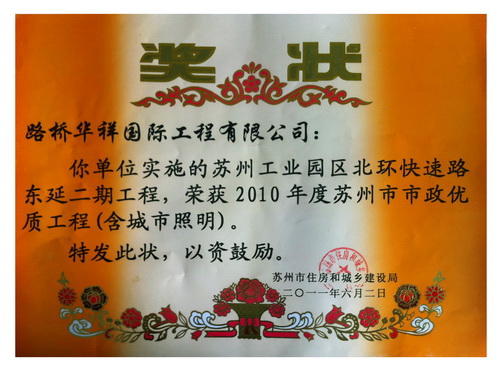 奖状
路桥华祥国际工程有限公司：
你单位实施的苏州工业园区北环快速路
东延二期工程，荣获2010年度苏州市市政优
质工程(含城市照明)。
特发此状，以资鼓励。
苏州市住房和城乡建设局
二〇一一年六月二日